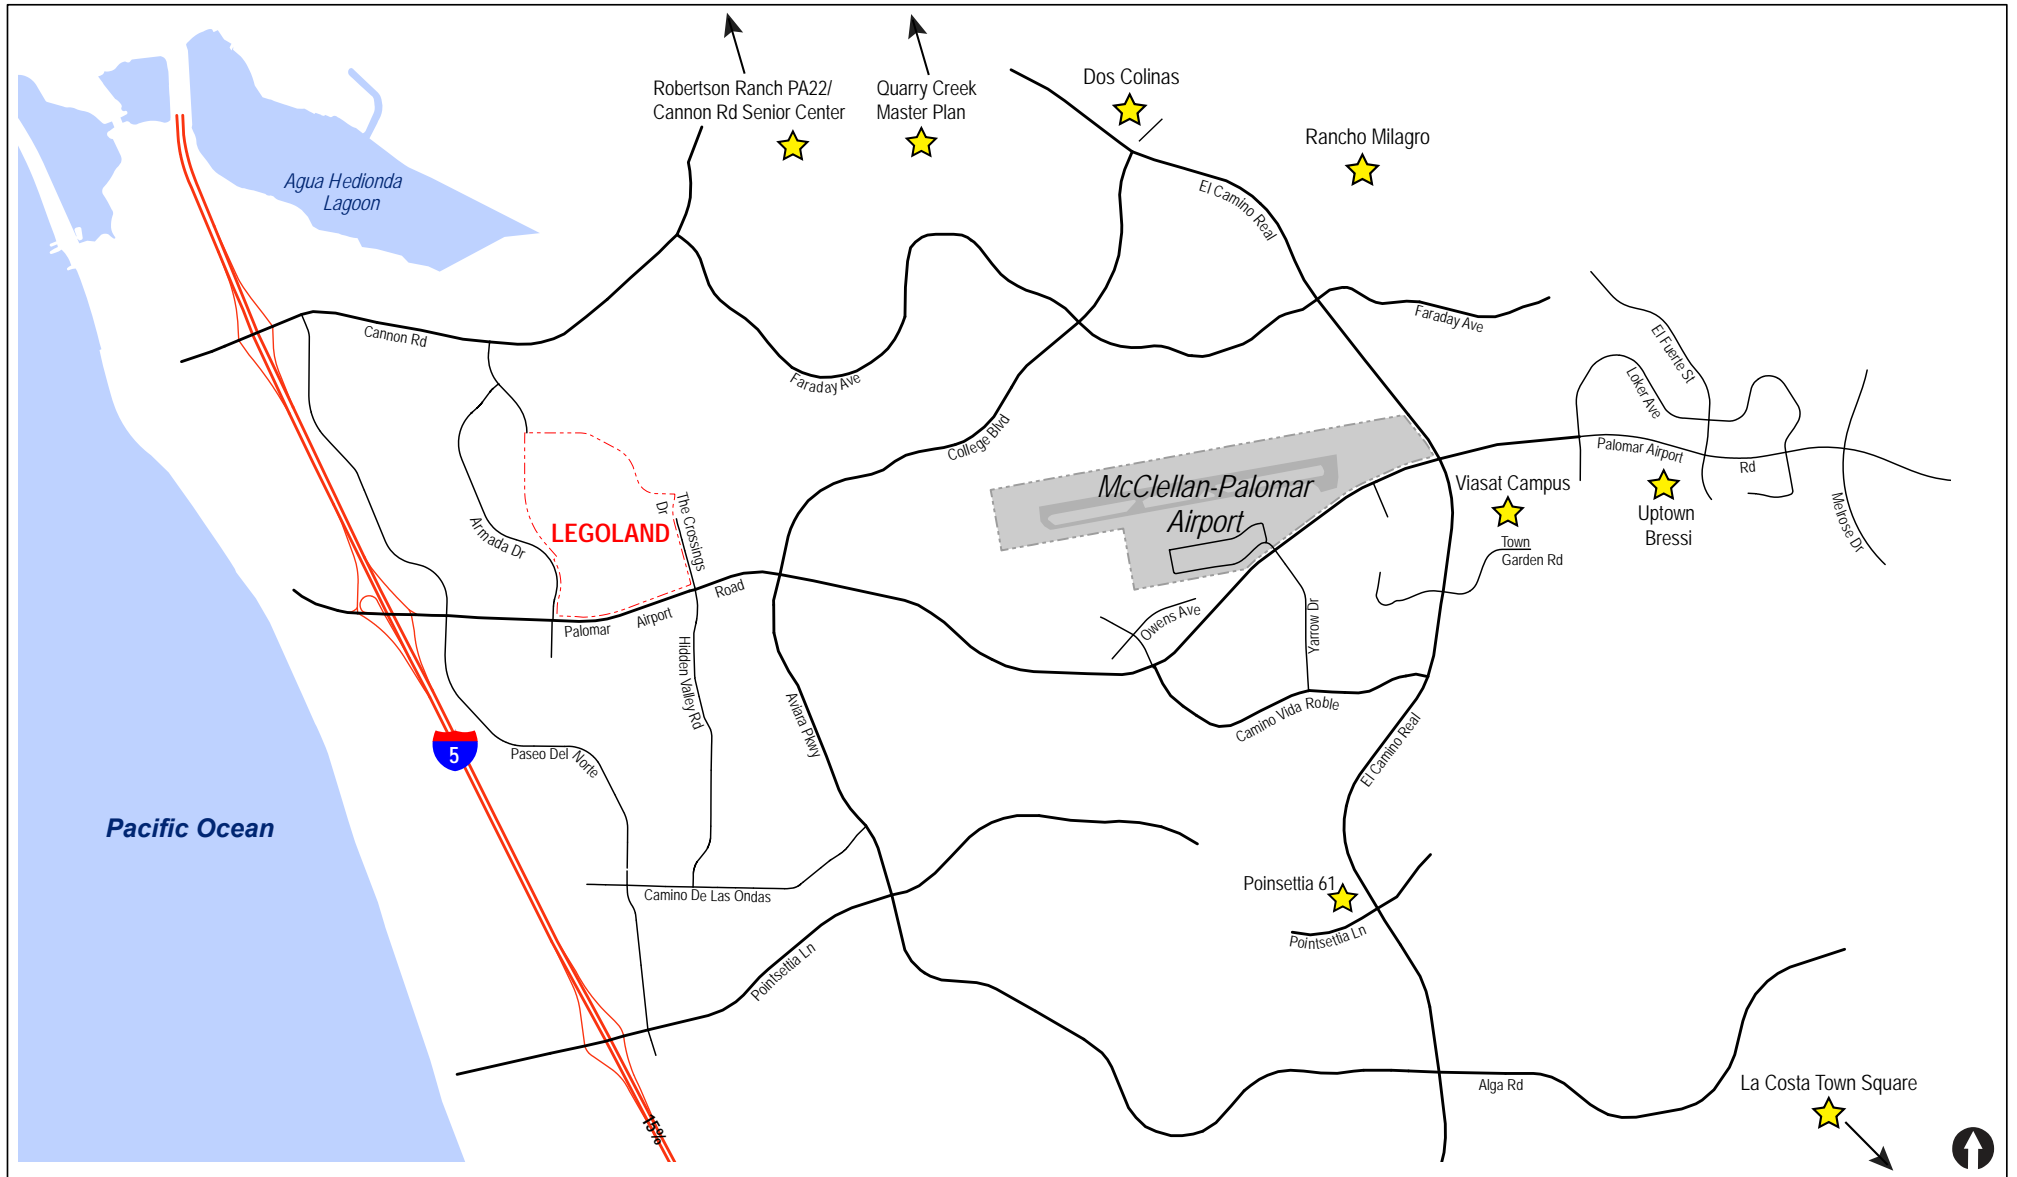 Robertson Ranch PA22/
Cannon Rd Senior Center
Quarry Creek
Master Plan
Dos Colinas
Rancho Milagro
Agua Hedionda
Lagoon
El Camino Real
Cannon Rd
Faraday Ave
Faraday Ave
El Fuerte St
Loker Ave
College Blvd
Palomar Airport
Rd
Melrose Dr
McClellan-Palomar
Airport
Viasat Campus
Uptown
Bressi
Town
Garden Rd
Armada Dr
LEGOLAND
The Crossings
Dr
Palomar
Airport
Road
Owens Ave
Yarrow Dr
Hidden Valley Rd
Aviara Pkwy
Camino Vida Roble
El Camino Real
5
Paseo Del
Norte
Pacific Ocean
Camino De Las Ondas
Poinsettia 61
Pointsettia Ln
Pointsettia Ln
Alga Rd
La Costa Town Square
15%